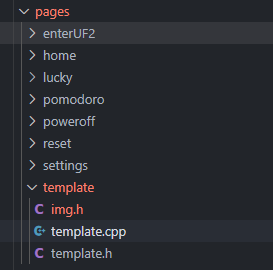 pages
enterUF2
home
lucky
pomodoro
poweroff
reset
settings
template
C img.h
C++ template.cpp
C template.h